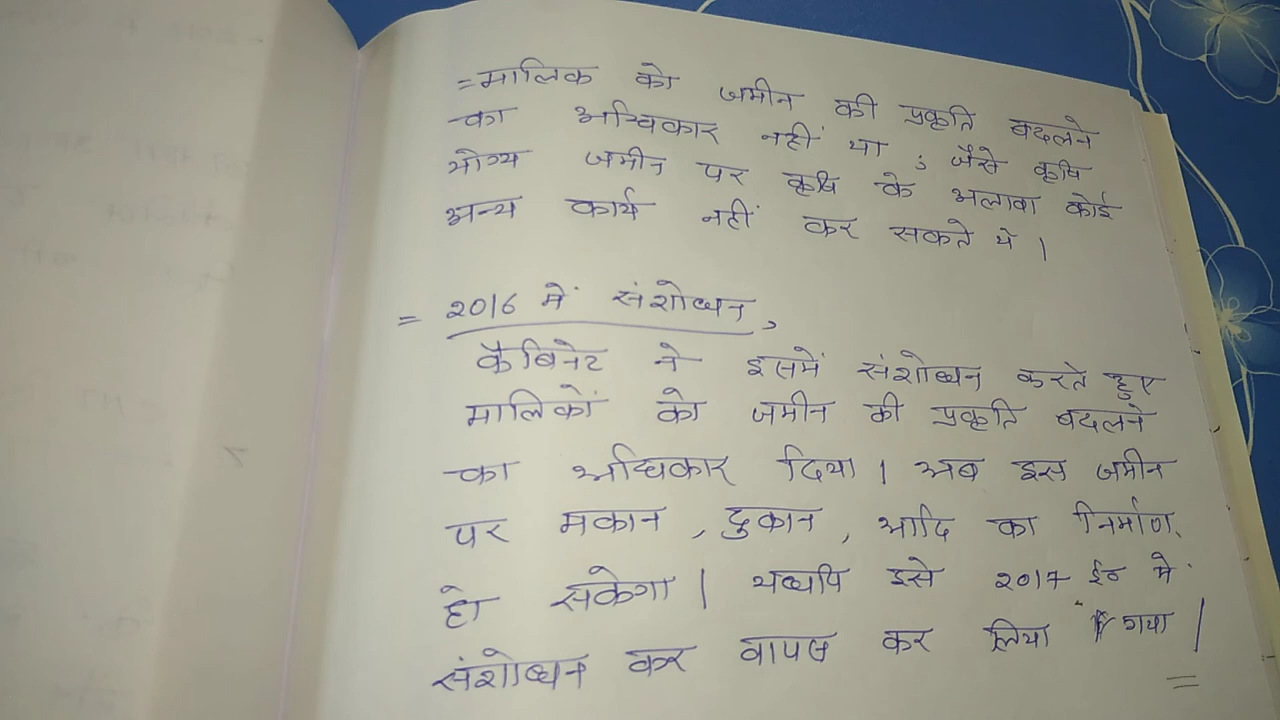 = मालिक को जमीन की प्रकृति बदलने
का अधिकार नहीं था ; जैसे कृषि
योग्य जमीन पर कृषि के अलावा कोई
अन्य कार्य नहीं कर सकते थे |
= 2016 में संशोधन,
कैबिनेट ने इसमें संशोधन करते हुए
मालिकों को जमीन की प्रकृति बदलने
का अधिकार दिया | अब इस जमीन
पर मकान , दुकान , आदि का निर्माण
हो सकेगा | यद्यपि इसे 2017 ई० में
संशोधन कर वापस कर लिया गया |